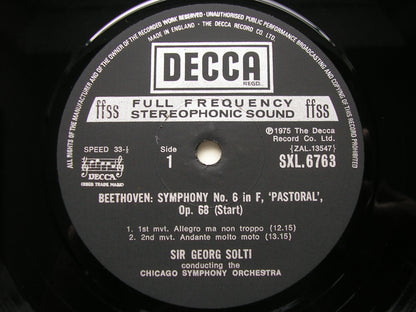 ALL RIGHTS OF THE MANUFACTURER AND OF THE OWNER OF THE RECORDED WORK RESERVED · UNAUTHORISED PUBLIC PERFORMANCE BROADCASTING AND COPYING OF THIS RECORD PROHIBITED
MADE IN ENGLAND · THE DECCA RECORD CO. LTD.
DECCA
REGD.
ffss FULL FREQUENCY ffss
STEREOPHONIC SOUND
℗1975 The Decca
Record Co. Ltd.
SPEED 33-⅓ Side {ZAL.13547}
1 SXL.6763
DECCA
(REGD. TRADE MARK)
BEETHOVEN: SYMPHONY No. 6 in F, 'PASTORAL',
Op. 68 (Start)
1. 1st mvt. Allegro ma non troppo (12.15)
2. 2nd mvt. Andante molto moto (13.15)
SIR GEORG SOLTI
conducting the
CHICAGO SYMPHONY ORCHESTRA